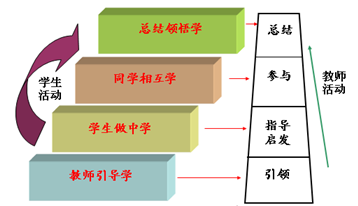 总结领悟学
总结
同学相互学
参与
学生
活动
教师
活动
学生做中学
指导
启发
教师引导学
引领